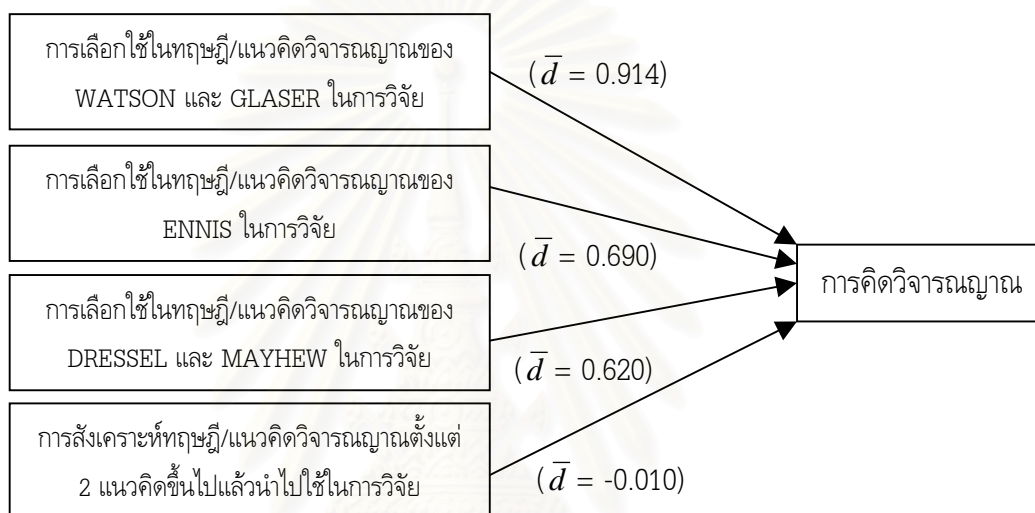 การเลือกใช้ในทฤษฎี/แนวคิดวิจารณญาณของ
WATSON และ GLASER ในการวิจัย
(d̅ = 0.914)
การเลือกใช้ในทฤษฎี/แนวคิดวิจารณญาณของ
ENNIS ในการวิจัย
(d̅ = 0.690)
การคิดวิจารณญาณ
การเลือกใช้ในทฤษฎี/แนวคิดวิจารณญาณของ
DRESSEL และ MAYHEW ในการวิจัย
(d̅ = 0.620)
การสังเคราะห์ทฤษฎี/แนวคิดวิจารณญาณตั้งแต่
2 แนวคิดขึ้นไปแล้วนำไปใช้ในการวิจัย
(d̅ = -0.010)